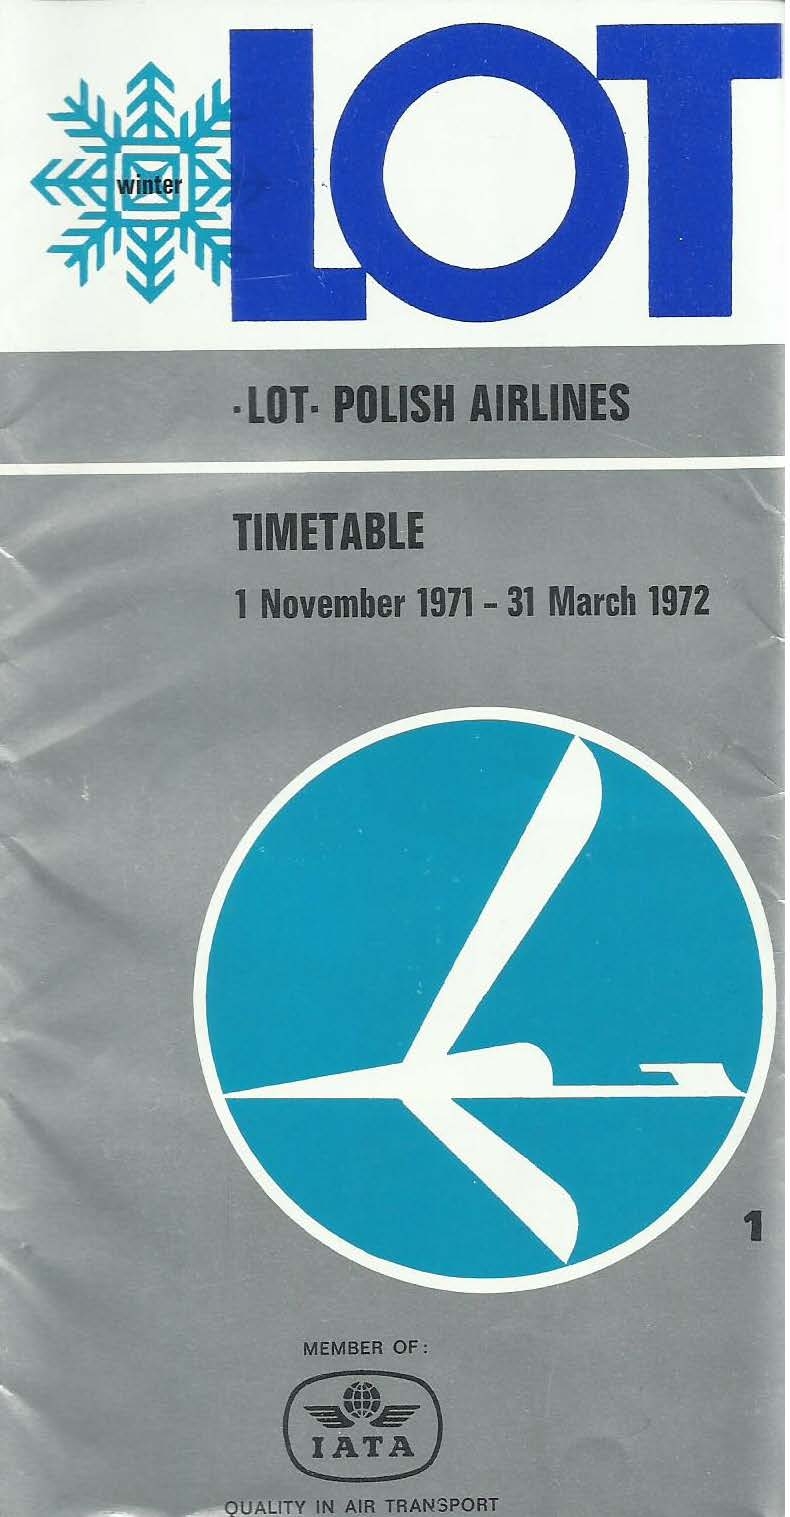 LOT
winter
·LOT· POLISH AIRLINES
TIMETABLE
1 November 1971 - 31 March 1972
1
MEMBER OF:
IATA
QUALITY IN AIR TRANSPORT